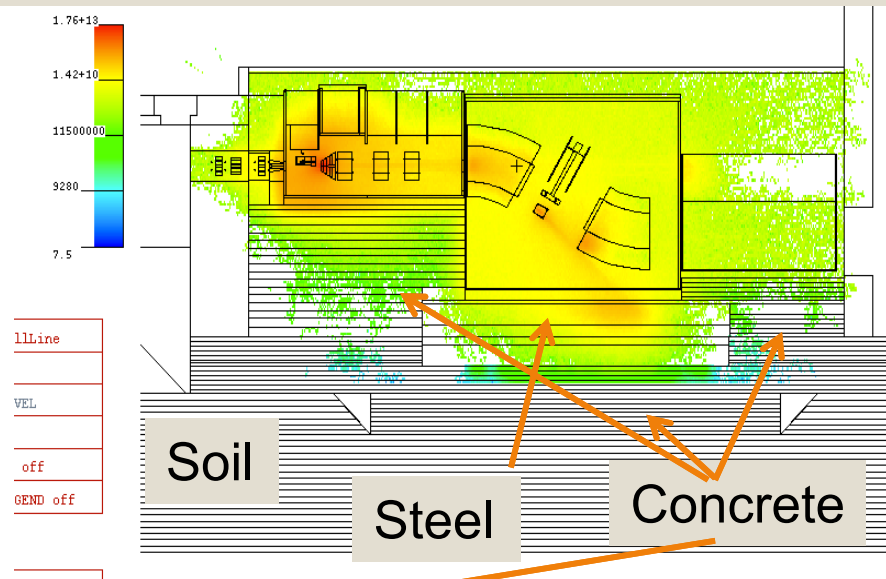 1.76+13
1.42+10
11500000
9280
7.5
llLine
VEL
off
GEND off
Soil
Steel
Concrete